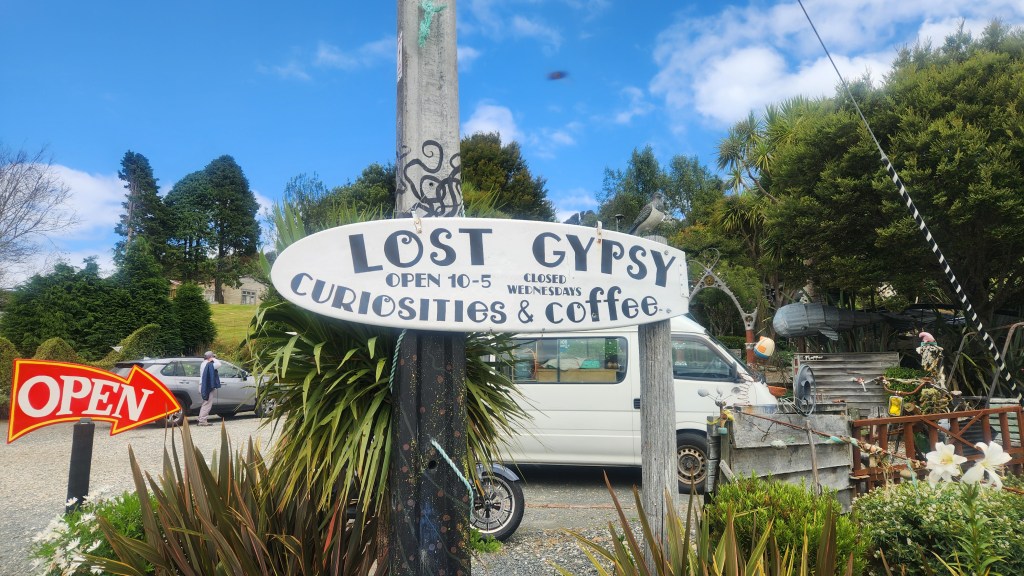 LOST GYPSY
OPEN 10-5 CLOSED WEDNESDAYS
CURIOSITIES & coffee
OPEN